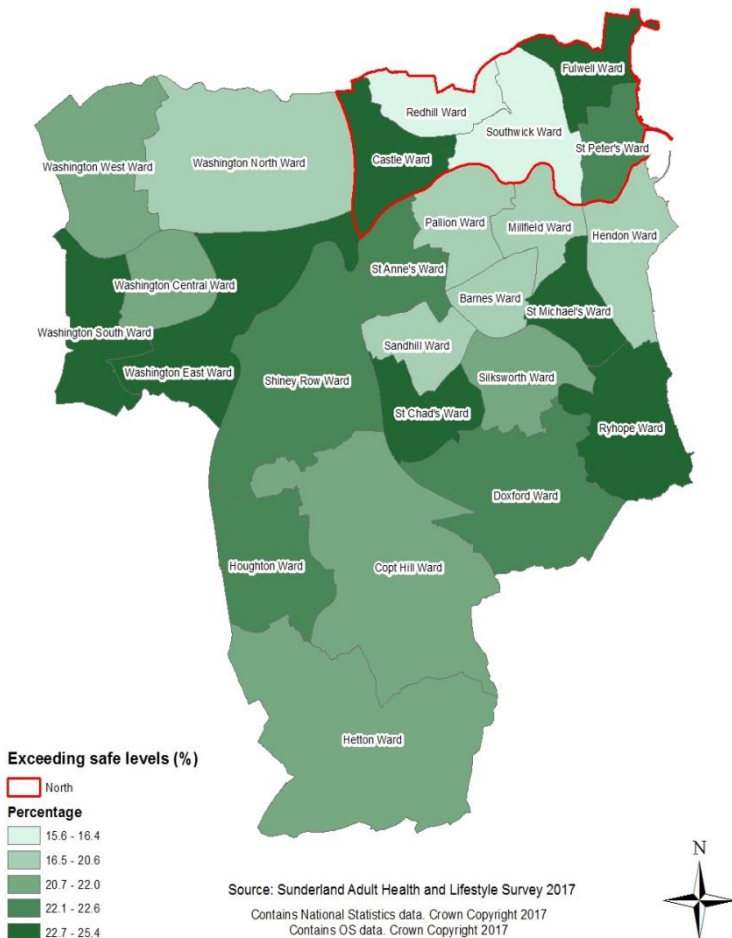 Fulwell Ward
Redhill Ward
Southwick Ward
St Peter's Ward
Castle Ward
Washington West Ward
Washington North Ward
Pallion Ward
Millfield Ward
Hendon Ward
St Anne's Ward
Washington Central Ward
Barnes Ward
St Michael's Ward
Washington South Ward
Sandhill Ward
Washington East Ward
Shiney Row Ward
Silksworth Ward
St Chad's Ward
Ryhope Ward
Doxford Ward
Houghton Ward
Copt Hill Ward
Hetton Ward
Exceeding safe levels (%)
North
Percentage
15.6 - 16.4
16.5 - 20.6
20.7 - 22.0
22.1 - 22.6
22.7 - 25.4
Source: Sunderland Adult Health and Lifestyle Survey 2017
Contains National Statistics data. Crown Copyright 2017
Contains OS data. Crown Copyright 2017
N